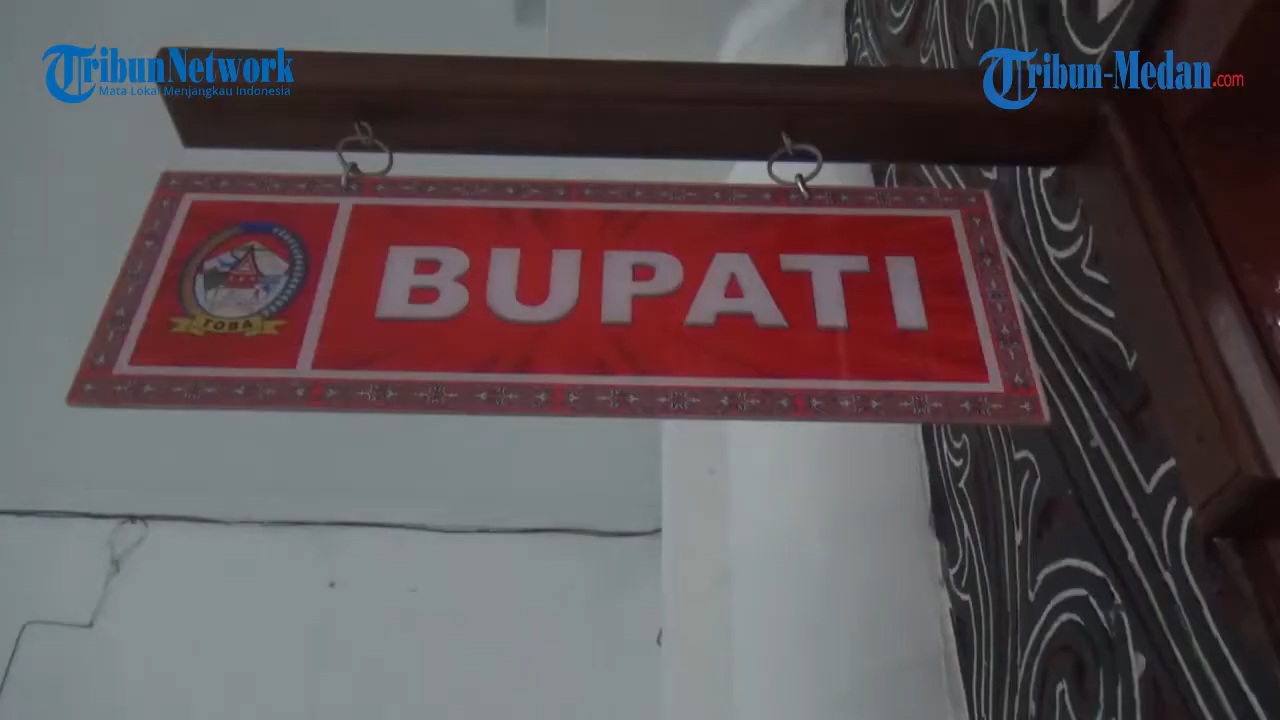 TribunNetwork
Mata Lokal Menjangkau Indonesia
Tribun-Medan.com
BUPATI
TOBA